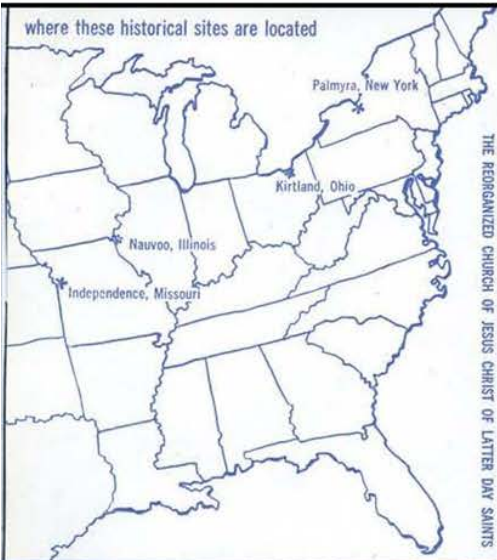 where these historical sites are located
Palmyra, New York
Kirtland, Ohio
Nauvoo, Illinois
Independence, Missouri
THE REORGANIZED CHURCH OF JESUS CHRIST OF LATTER DAY SAINTS